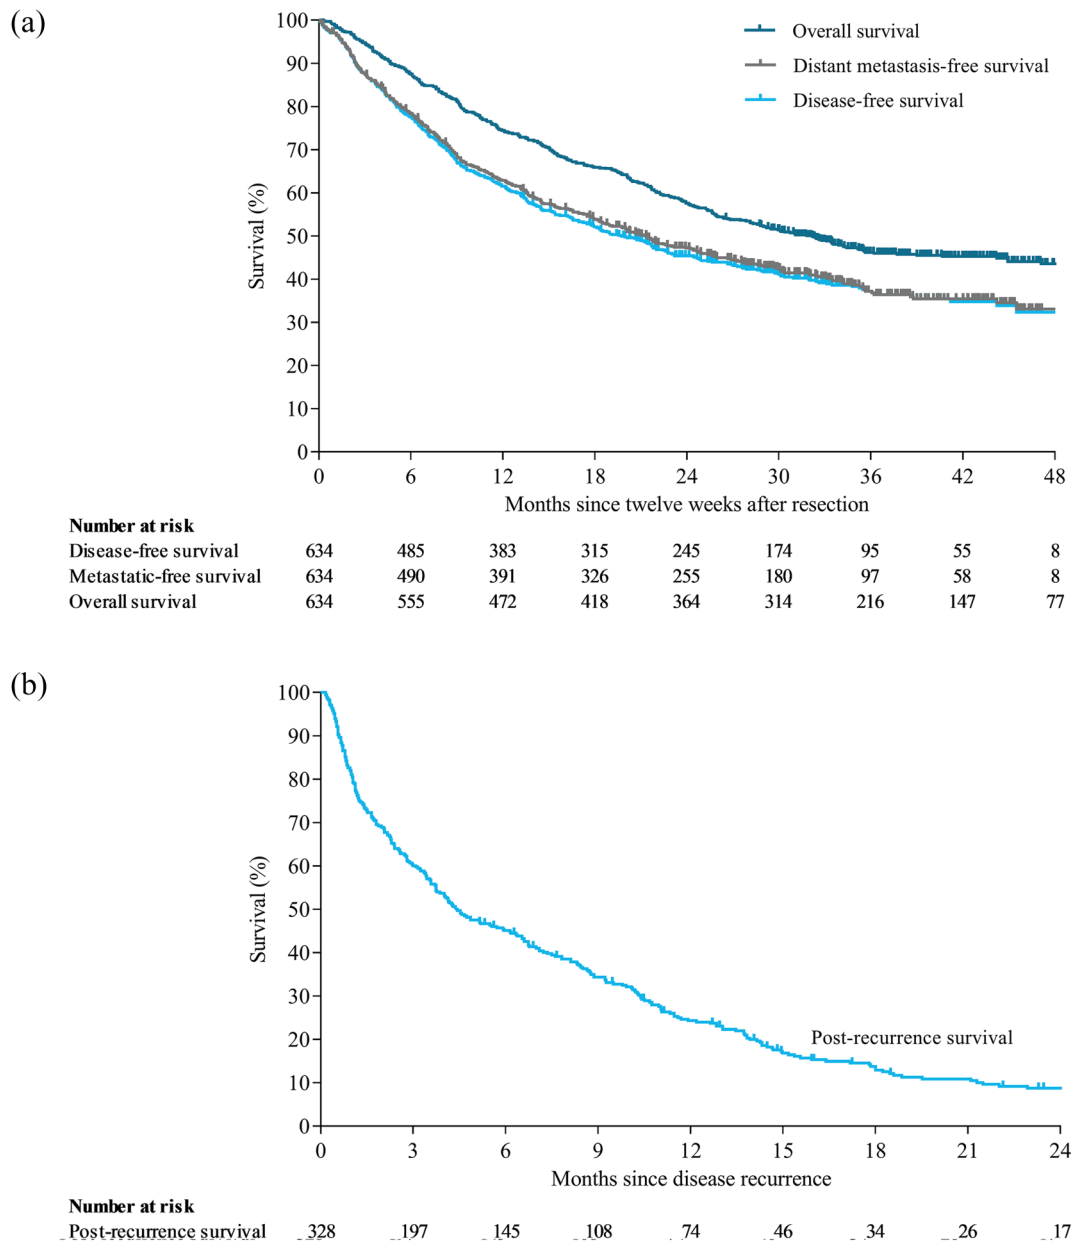 (a)
100
90
80
70
60
50
40
30
20
10
0
Survival (%)
Overall survival
Distant metastasis-free survival
Disease-free survival
0 6 12 18 24 30 36 42 48
Months since twelve weeks after resection
Number at risk
Disease-free survival 634 485 383 315 245 174 95 55 8
Metastatic-free survival 634 490 391 326 255 180 97 58 8
Overall survival 634 555 472 418 364 314 216 147 77
(b)
100
90
80
70
60
50
40
30
20
10
0
Survival (%)
Post-recurrence survival
0 3 6 9 12 15 18 21 24
Months since disease recurrence
Number at risk
Post-recurrence survival 328 197 145 108 74 46 34 26 17